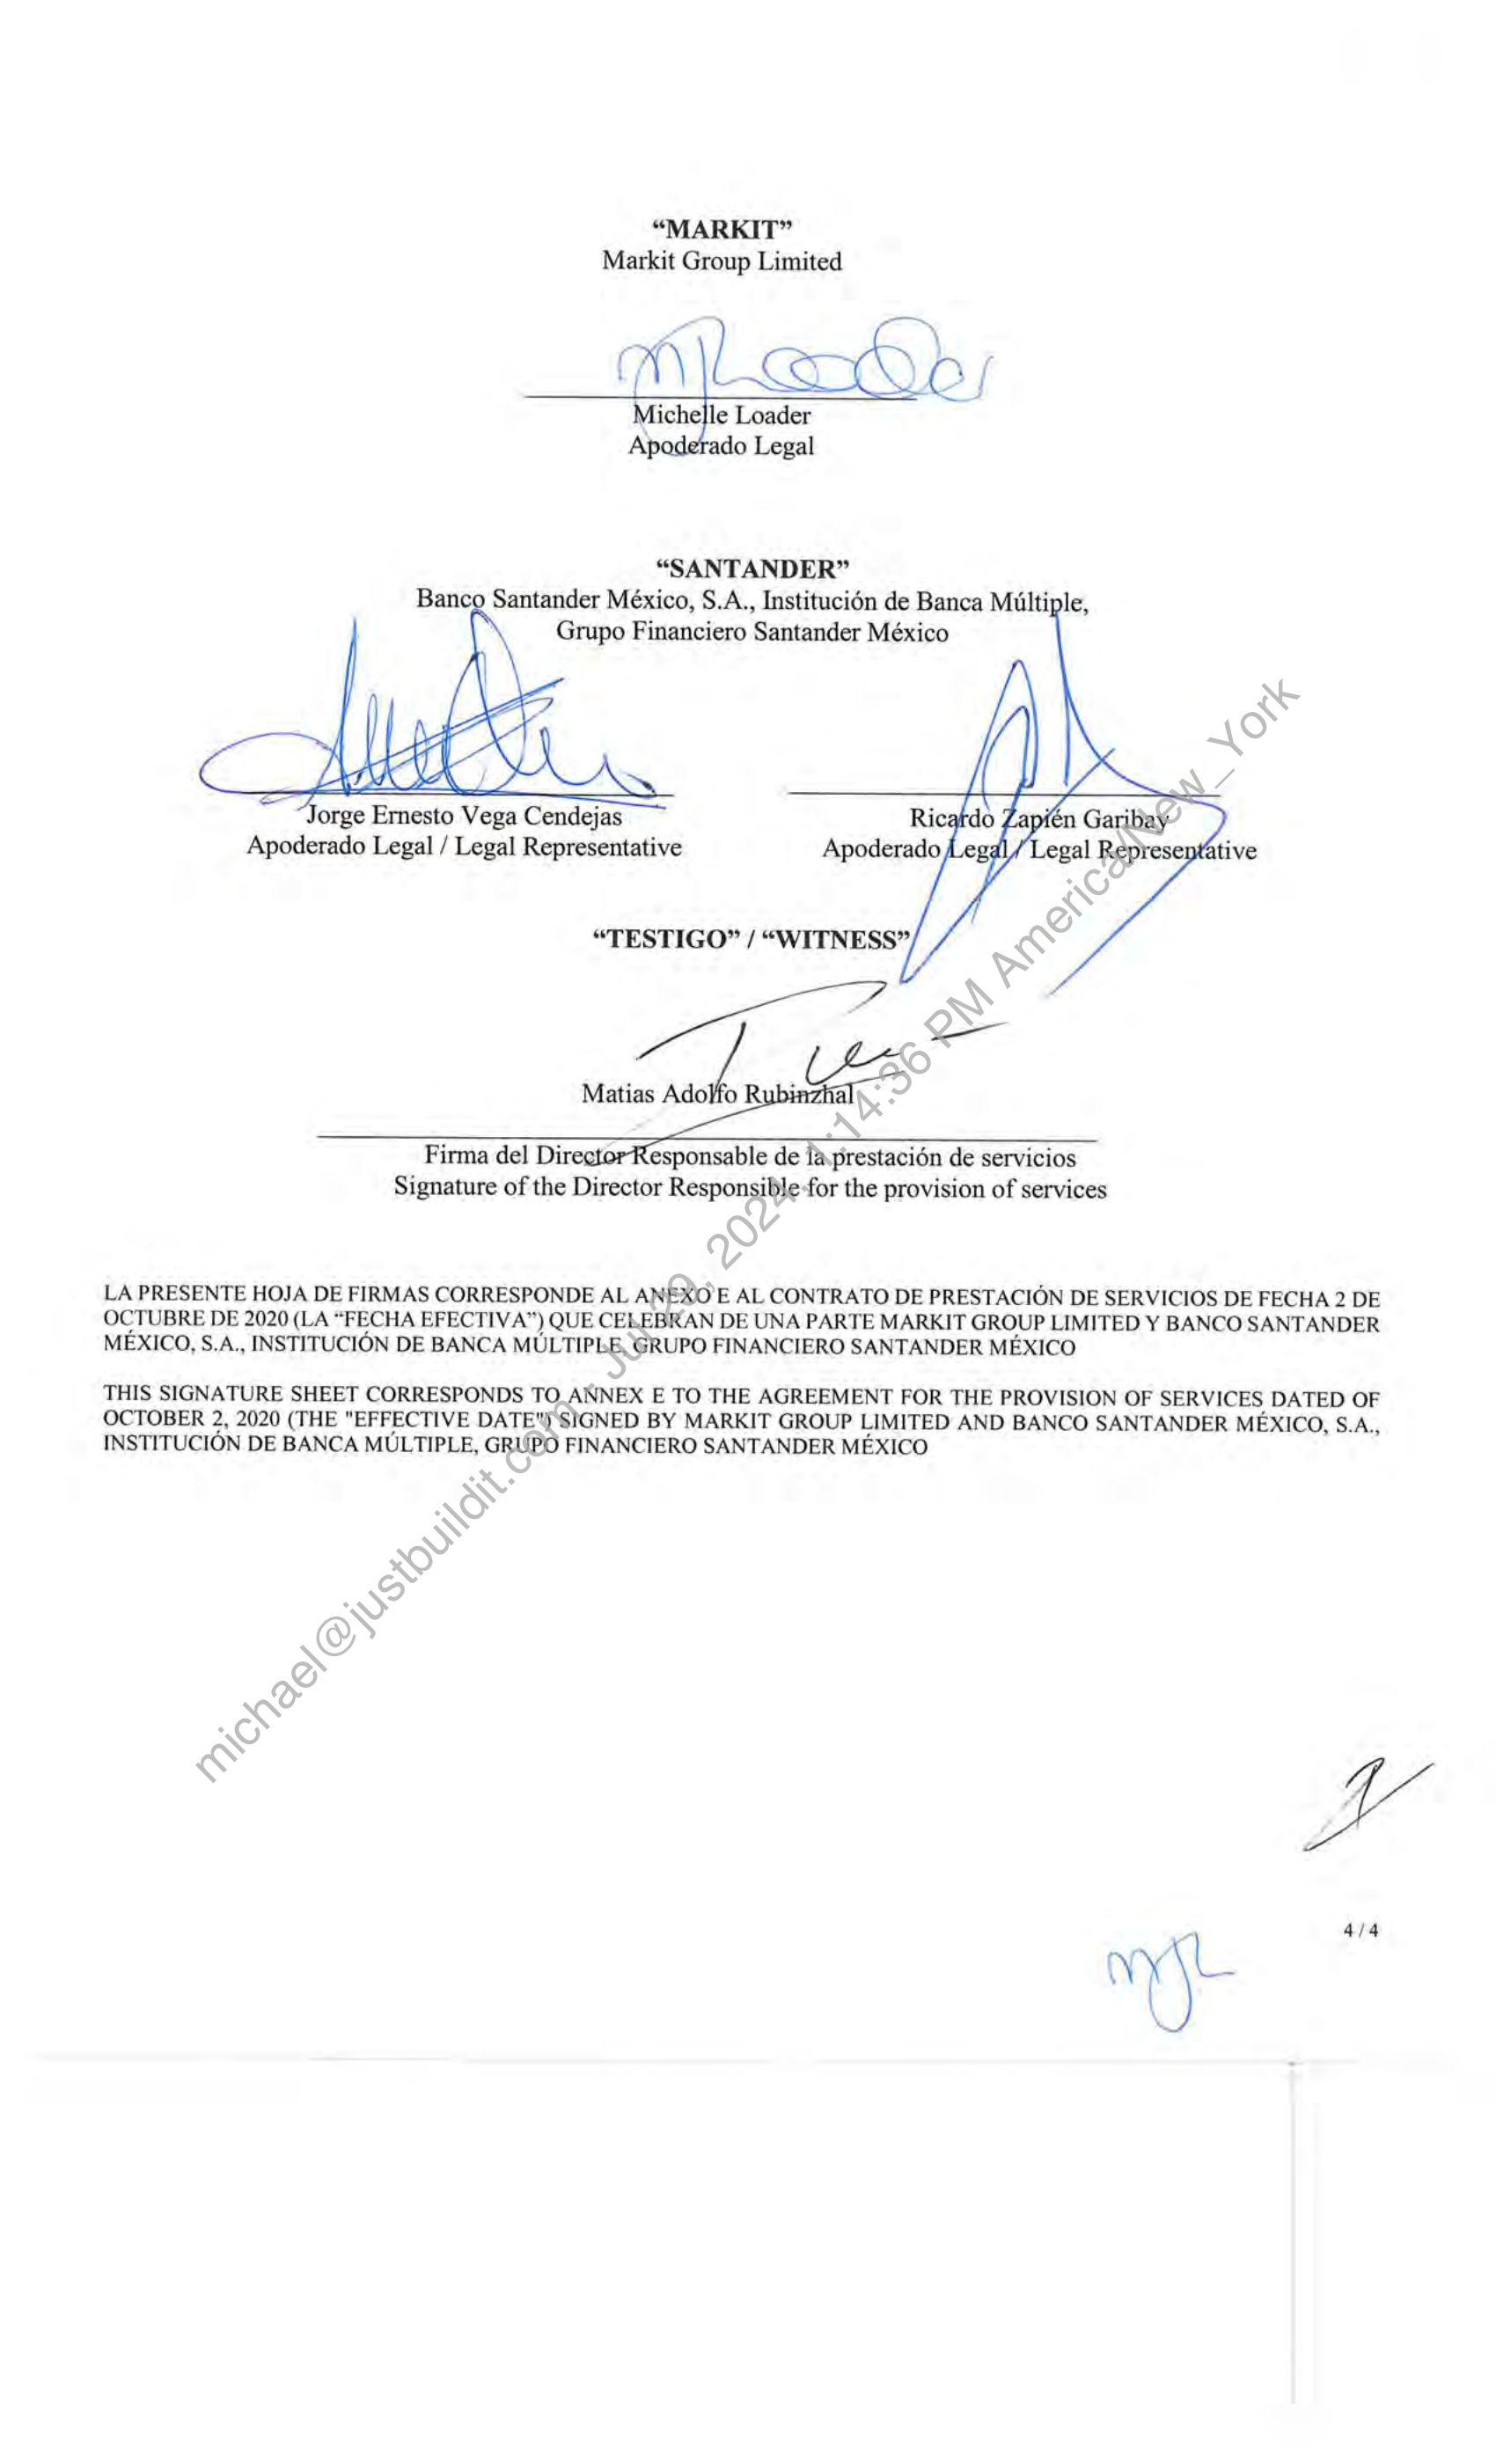 “MARKIT”
Markit Group Limited
Michelle Loader
Apoderado Legal
“SANTANDER”
Banco Santander México, S.A., Institución de Banca Múltiple,
Grupo Financiero Santander México
Jorge Ernesto Vega Cendejas
Apoderado Legal / Legal Representative
Ricardo Zapién Garibay
Apoderado Legal / Legal Representative
“TESTIGO” / “WITNESS”
Matias Adolfo Rubinzhal
Firma del Director Responsable de la prestación de servicios
Signature of the Director Responsible for the provision of services
LA PRESENTE HOJA DE FIRMAS CORRESPONDE AL ANEXO E AL CONTRATO DE PRESTACIÓN DE SERVICIOS DE FECHA 2 DE
OCTUBRE DE 2020 (LA “FECHA EFECTIVA”) QUE CELEBRAN DE UNA PARTE MARKIT GROUP LIMITED Y BANCO SANTANDER
MÉXICO, S.A., INSTITUCIÓN DE BANCA MÚLTIPLE, GRUPO FINANCIERO SANTANDER MÉXICO
THIS SIGNATURE SHEET CORRESPONDS TO ANNEX E TO THE AGREEMENT FOR THE PROVISION OF SERVICES DATED OF
OCTOBER 2, 2020 (THE "EFFECTIVE DATE") SIGNED BY MARKIT GROUP LIMITED AND BANCO SANTANDER MÉXICO, S.A.,
INSTITUCIÓN DE BANCA MÚLTIPLE, GRUPO FINANCIERO SANTANDER MÉXICO
michael@justbuildit.com - Jul 29, 2024, 1:14:36 PM America/New_York
4 / 4